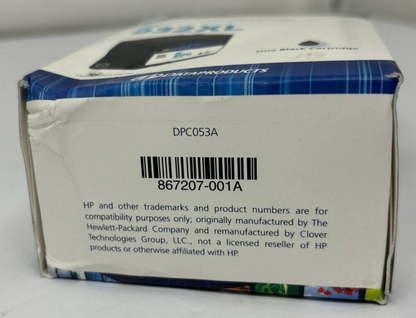 932XL
One Black Cartridge
DATAPRODUCTS
DPC053A
867207-001A
HP and other trademarks and product numbers are for
compatibility purposes only; originally manufactured by The
Hewlett-Packard Company and remanufactured by Clover
Technologies Group, LLC., not a licensed reseller of HP
products or otherwise affiliated with HP.